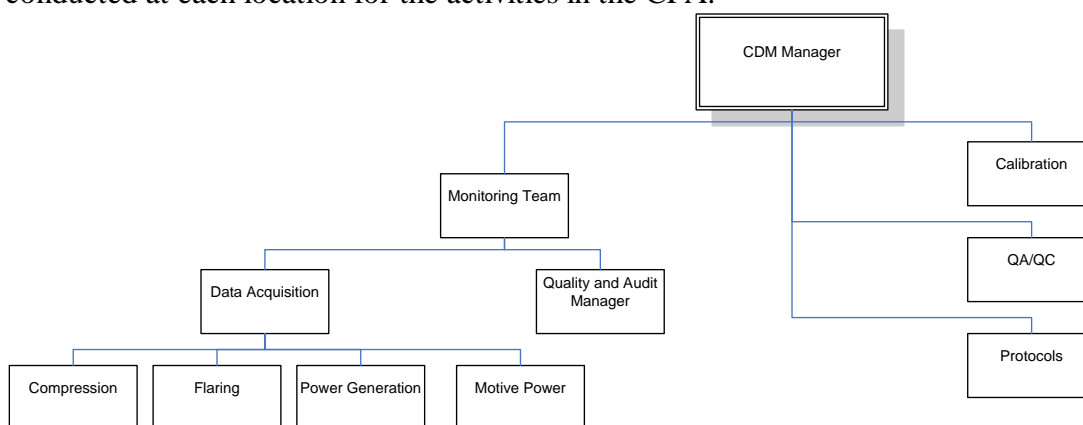 conducted at each location for the activities in the CPA.
CDM Manager
Calibration
Monitoring Team
QA/QC
Data Acquisition
Quality and Audit
Manager
Protocols
Compression
Flaring
Power Generation
Motive Power